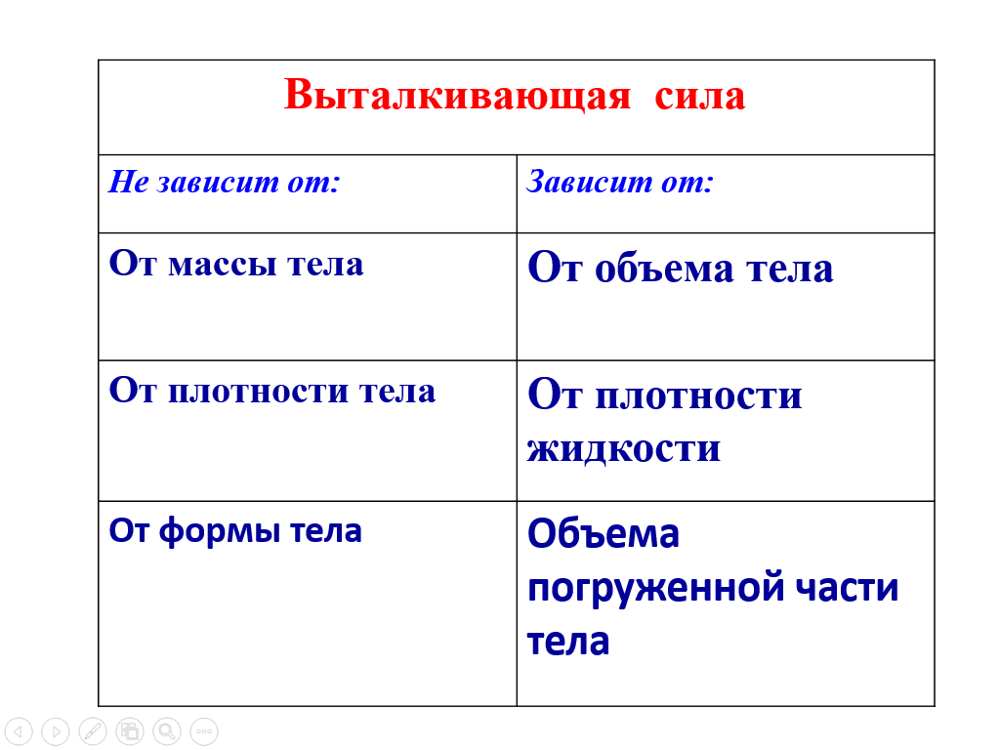 Выталкивающая сила
Не зависит от:
Зависит от:
От массы тела
От объема тела
От плотности тела
От плотности
жидкости
От формы тела
Объема
погруженной части
тела